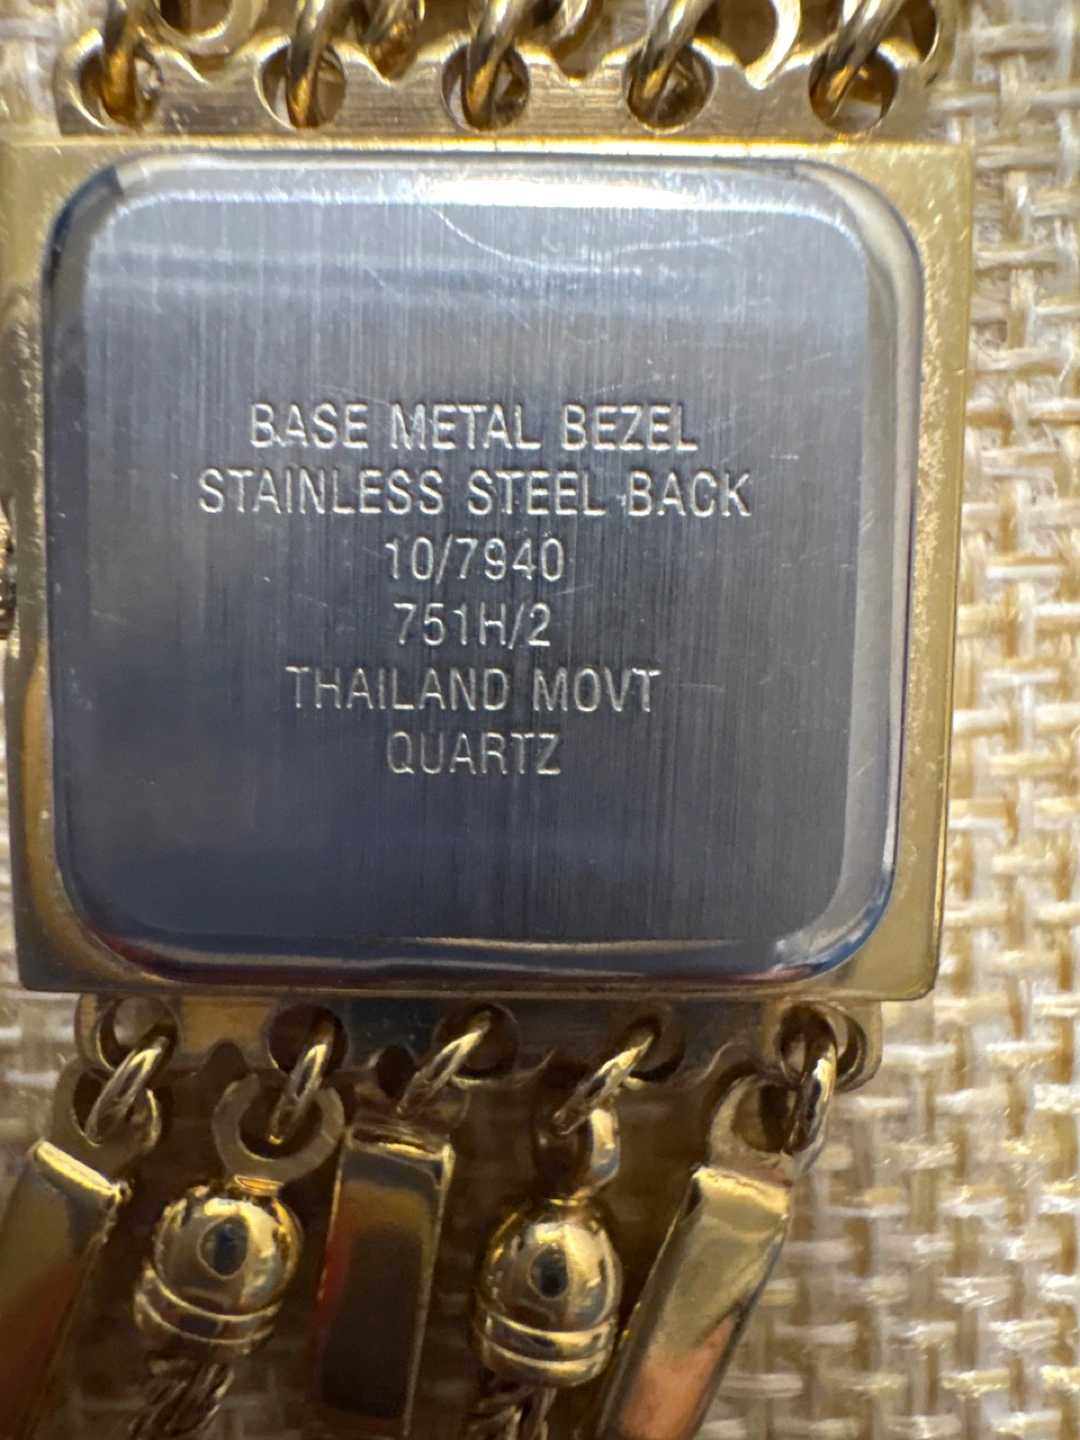 BASE METAL BEZEL
STAINLESS STEEL BACK
10/7940
751H/2
THAILAND MOVT
QUARTZ